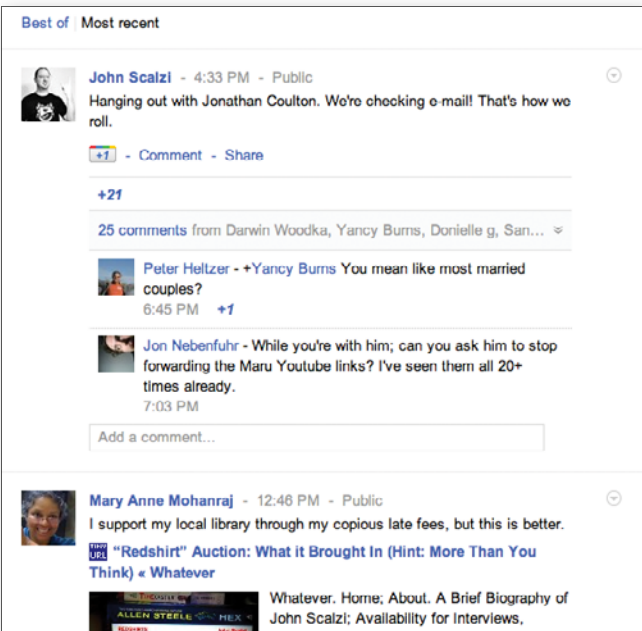 Best of | Most recent
John Scalzi - 4:33 PM - Public
Hanging out with Jonathan Coulton. We're checking e-mail! That's how we
roll.
+1 - Comment - Share
+21
25 comments from Darwin Woodka, Yancy Burns, Donielle g, San...
Peter Heltzer - +Yancy Burns You mean like most married
couples?
6:45 PM +1
Jon Nebenfuhr - While you're with him; can you ask him to stop
forwarding the Maru Youtube links? I've seen them all 20+
times already.
7:03 PM
Add a comment...
Mary Anne Mohanraj - 12:46 PM - Public
I support my local library through my copious late fees, but this is better.
TINY URL “Redshirt” Auction: What it Brought In (Hint: More Than You
Think) « Whatever
Whatever. Home; About. A Brief Biography of
John Scalzi; Availability for Interviews,
ALLEN STEELE HEX